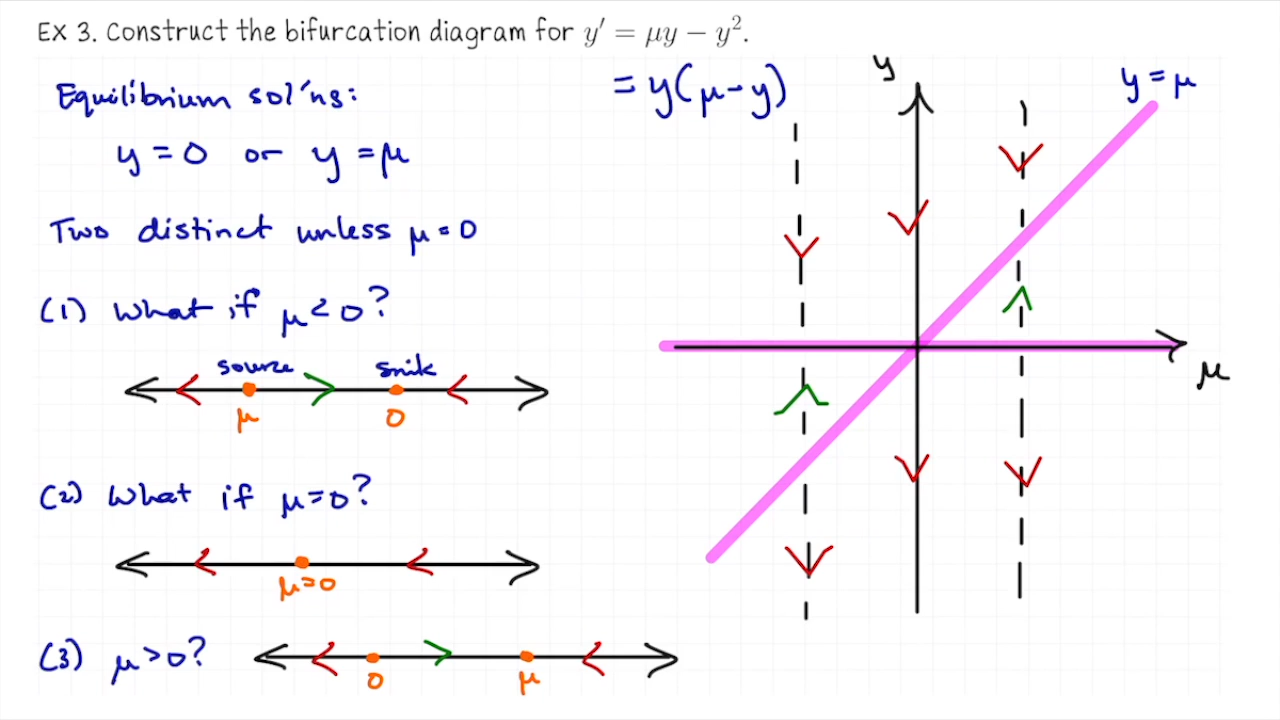 EX 3. Construct the bifurcation diagram for y′ = μy − y².
= y(μ-y)
Equilibrium sol'ns:
y = 0 or y = μ
Two distinct unless μ = 0
(1) What if μ < 0?
source snik
μ 0
(2) What if μ = 0?
μ=0
(3) μ > 0?
0 μ
y
y = μ
μ